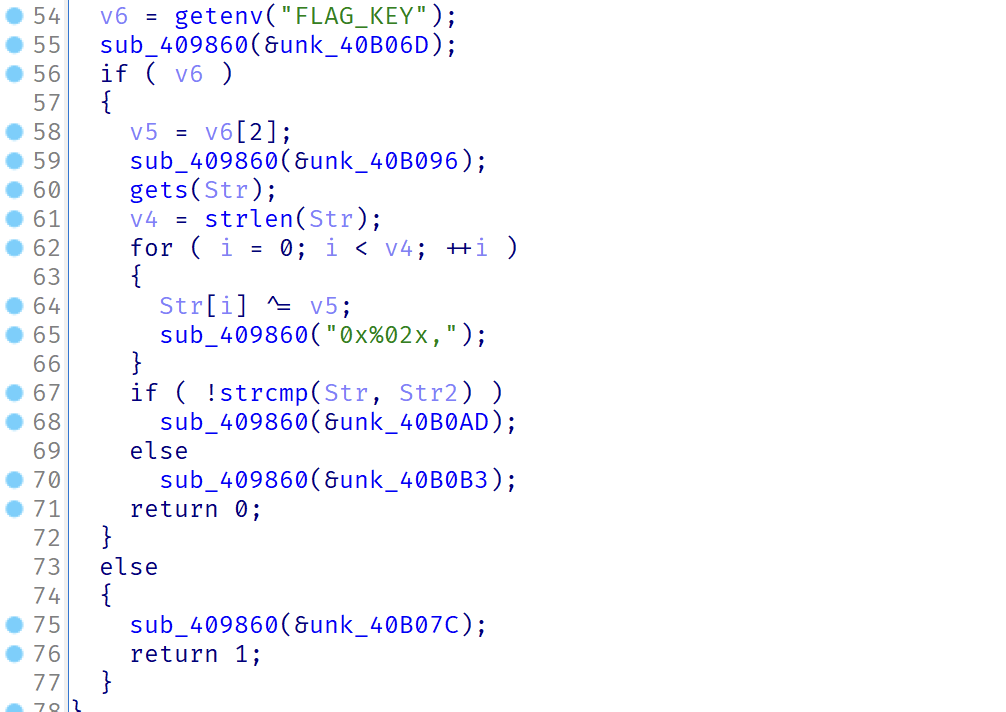 54 v6 = getenv("FLAG_KEY");
55 sub_409860(&unk_40B06D);
56 if ( v6 )
57 {
58 v5 = v6[2];
59 sub_409860(&unk_40B096);
60 gets(Str);
61 v4 = strlen(Str);
62 for ( i = 0; i < v4; ++i )
63 {
64 Str[i] ^= v5;
65 sub_409860("0x%02x,");
66 }
67 if ( !strcmp(Str, Str2) )
68 sub_409860(&unk_40B0AD);
69 else
70 sub_409860(&unk_40B0B3);
71 return 0;
72 }
73 else
74 {
75 sub_409860(&unk_40B07C);
76 return 1;
77 }
78 }